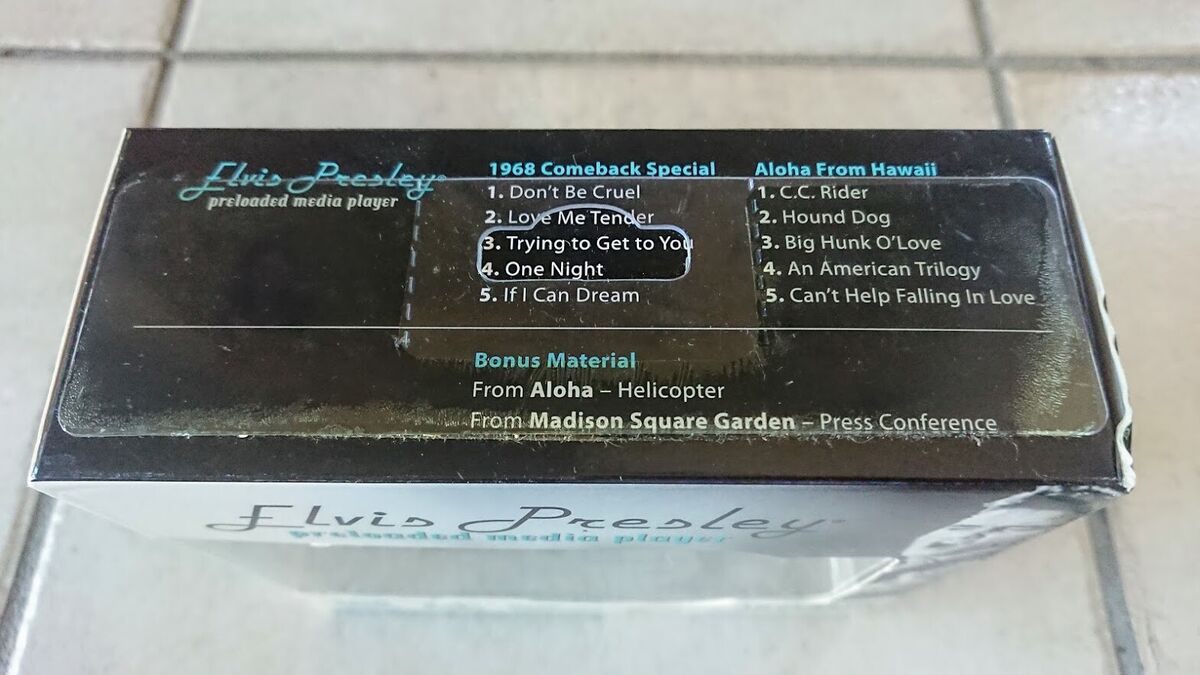 Elvis Presley®
preloaded media player
1968 Comeback Special
1. Don't Be Cruel
2. Love Me Tender
3. Trying to Get to You
4. One Night
5. If I Can Dream
Aloha From Hawaii
1. C.C. Rider
2. Hound Dog
3. Big Hunk O'Love
4. An American Trilogy
5. Can't Help Falling In Love
Bonus Material
From Aloha – Helicopter
From Madison Square Garden – Press Conference
Elvis Presley®
preloaded media player